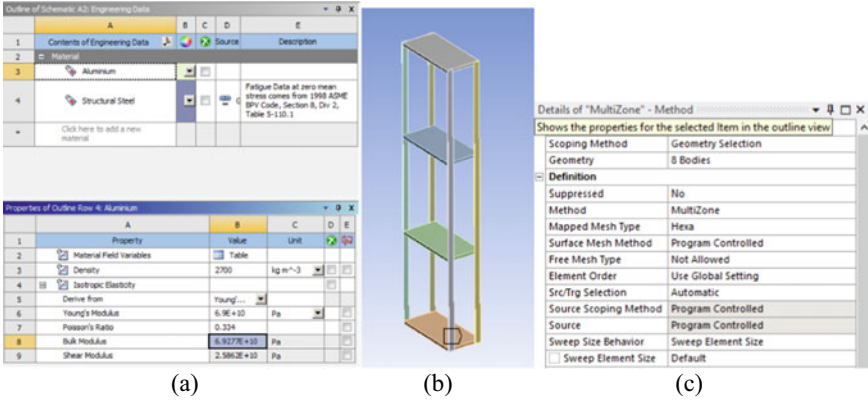 Outline of Schematic A2: Engineering Data
A B C D E
1 Contents of Engineering Data Source Description
2 Material
3 Aluminium
4 Structural Steel Fatigue Data at zero mean
stress comes from 1998 ASME
BPV Code, Section 8, Div 2,
Table 5-110.1
* Click here to add a new
material
Properties of Outline Row 4: Aluminium
A B C D E
1 Property Value Unit
2 Material Field Variables Table
3 Density 2700 kg m^-3
4 Isotropic Elasticity
5 Derive from Young'...
6 Young's Modulus 6.9E+10 Pa
7 Poisson's Ratio 0.334
8 Bulk Modulus 6.9277E+10 Pa
9 Shear Modulus 2.5862E+10 Pa
(a)
(b)
Details of "MultiZone" - Method
Shows the properties for the selected Item in the outline view
Scoping Method Geometry Selection
Geometry 8 Bodies
Definition
Suppressed No
Method MultiZone
Mapped Mesh Type Hexa
Surface Mesh Method Program Controlled
Free Mesh Type Not Allowed
Element Order Use Global Setting
Src/Trg Selection Automatic
Source Scoping Method Program Controlled
Source Program Controlled
Sweep Size Behavior Sweep Element Size
Sweep Element Size Default
(c)